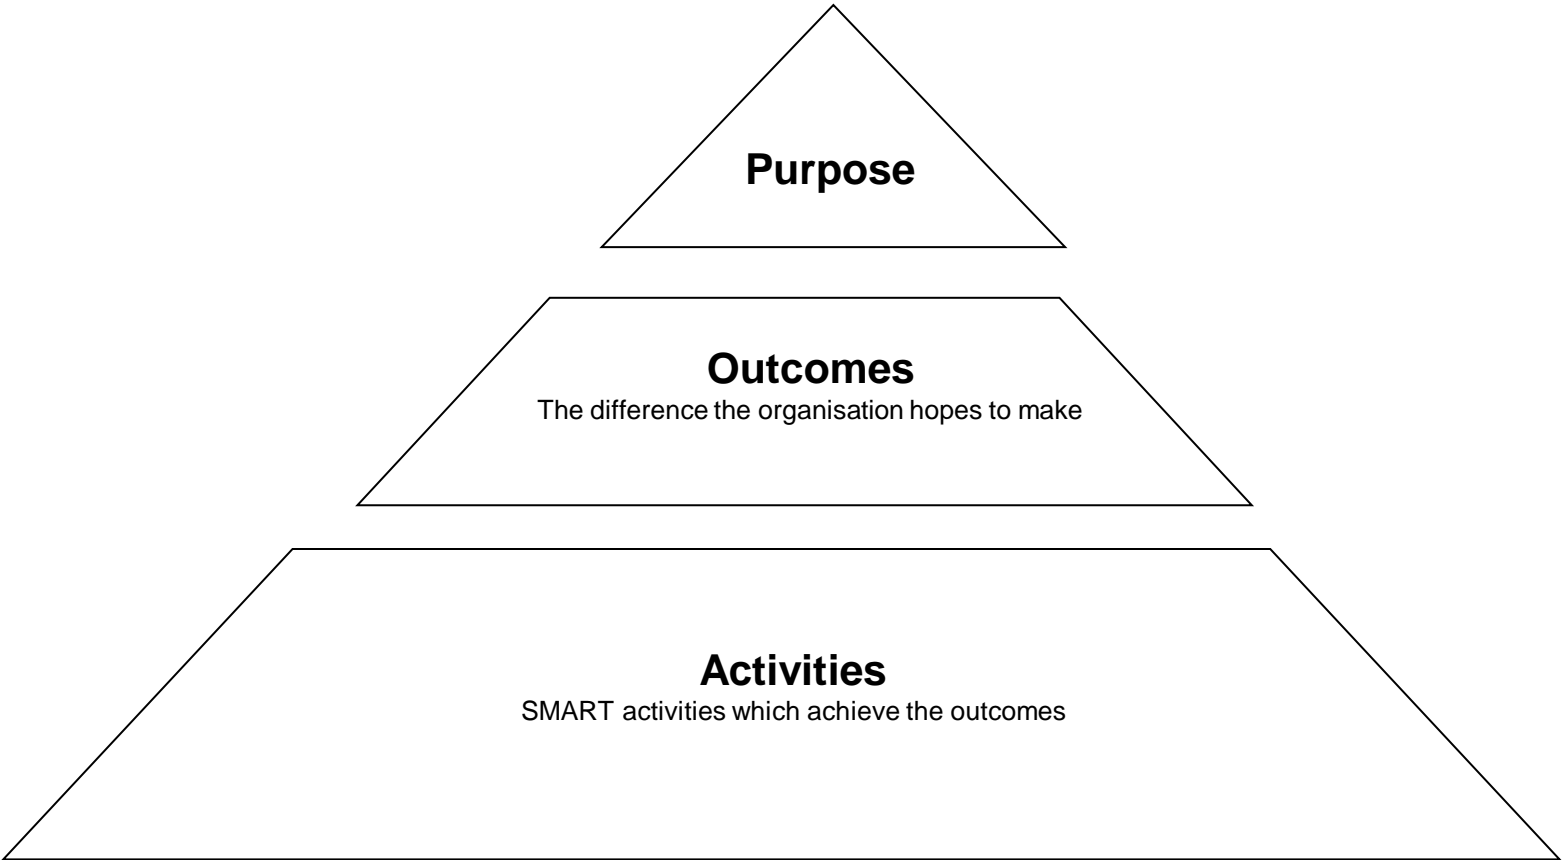 Purpose
Outcomes
The difference the organisation hopes to make
Activities
SMART activities which achieve the outcomes